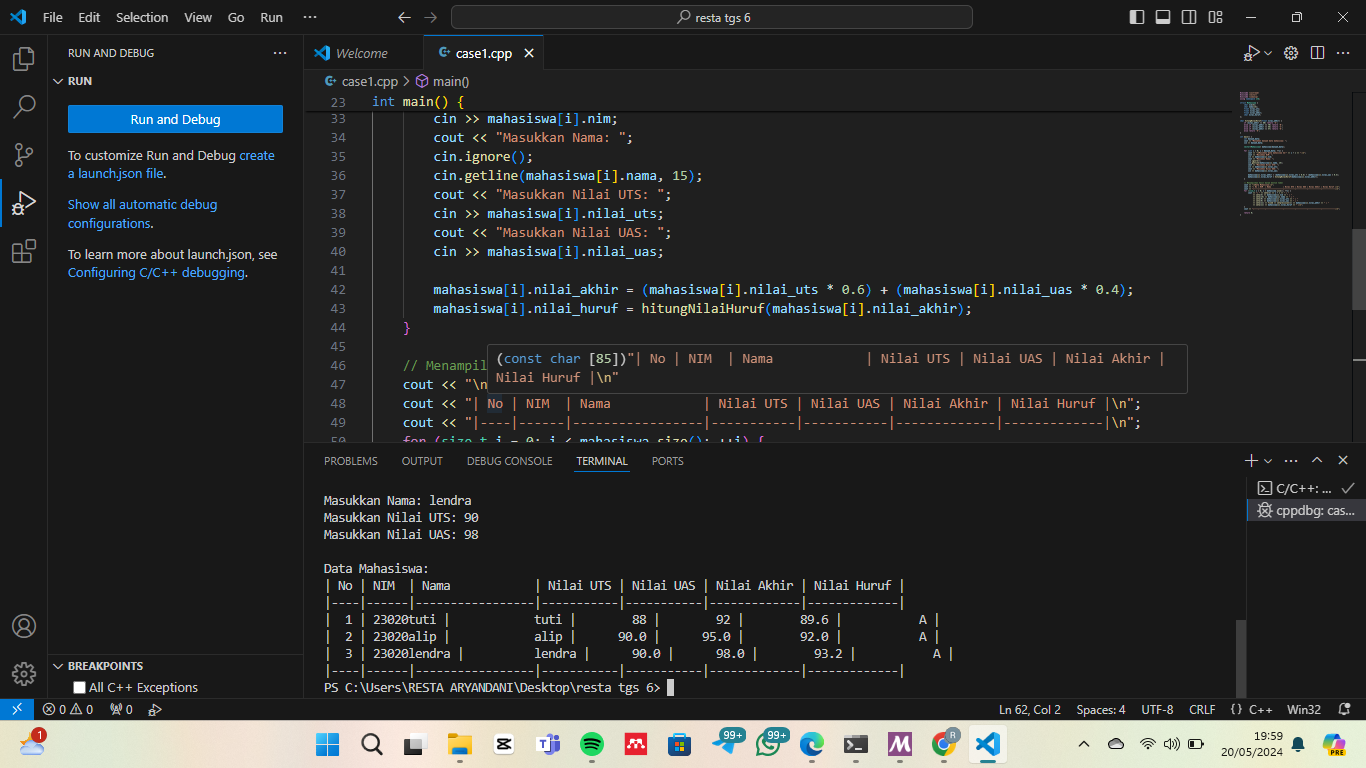 File Edit Selection View Go Run ··· resta tgs 6
RUN AND DEBUG ···
RUN
Run and Debug
To customize Run and Debug create
a launch.json file.
Show all automatic debug
configurations.
To learn more about launch.json, see
Configuring C/C++ debugging.
BREAKPOINTS
All C++ Exceptions
Welcome case1.cpp
case1.cpp > main()
23 int main() {
33 cin >> mahasiswa[i].nim;
34 cout << "Masukkan Nama: ";
35 cin.ignore();
36 cin.getline(mahasiswa[i].nama, 15);
37 cout << "Masukkan Nilai UTS: ";
38 cin >> mahasiswa[i].nilai_uts;
39 cout << "Masukkan Nilai UAS: ";
40 cin >> mahasiswa[i].nilai_uas;
41
42 mahasiswa[i].nilai_akhir = (mahasiswa[i].nilai_uts * 0.6) + (mahasiswa[i].nilai_uas * 0.4);
43 mahasiswa[i].nilai_huruf = hitungNilaiHuruf(mahasiswa[i].nilai_akhir);
44 }
45
(const char [85])"| No | NIM  | Nama            | Nilai UTS | Nilai UAS | Nilai Akhir |
Nilai Huruf |\n"
46 // Menampil
47 cout << "\n
48 cout << "| No | NIM  | Nama            | Nilai UTS | Nilai UAS | Nilai Akhir | Nilai Huruf |\n";
49 cout << "|----|------|-----------------|-----------|-----------|-------------|-------------|\n";
50 for (size_t i = 0; i < mahasiswa.size(); ++i) {
PROBLEMS OUTPUT DEBUG CONSOLE TERMINAL PORTS
C/C++: ...
cppdbg: cas...
Masukkan Nama: lendra
Masukkan Nilai UTS: 90
Masukkan Nilai UAS: 98
Data Mahasiswa:
| No | NIM  | Nama            | Nilai UTS | Nilai UAS | Nilai Akhir | Nilai Huruf |
|----|------|-----------------|-----------|-----------|-------------|-------------|
|  1 | 23020tuti |            tuti |        88 |        92 |        89.6 |           A |
|  2 | 23020alip |            alip |      90.0 |      95.0 |        92.0 |           A |
|  3 | 23020lendra |          lendra |      90.0 |      98.0 |        93.2 |           A |
|----|------|-----------------|-----------|-----------|-------------|-------------|
PS C:\Users\RESTA ARYANDANI\Desktop\resta tgs 6>
0 0 0 Ln 62, Col 2 Spaces: 4 UTF-8 CRLF {} C++ Win32
1 99+ 99+ R 19:59
20/05/2024
PRE